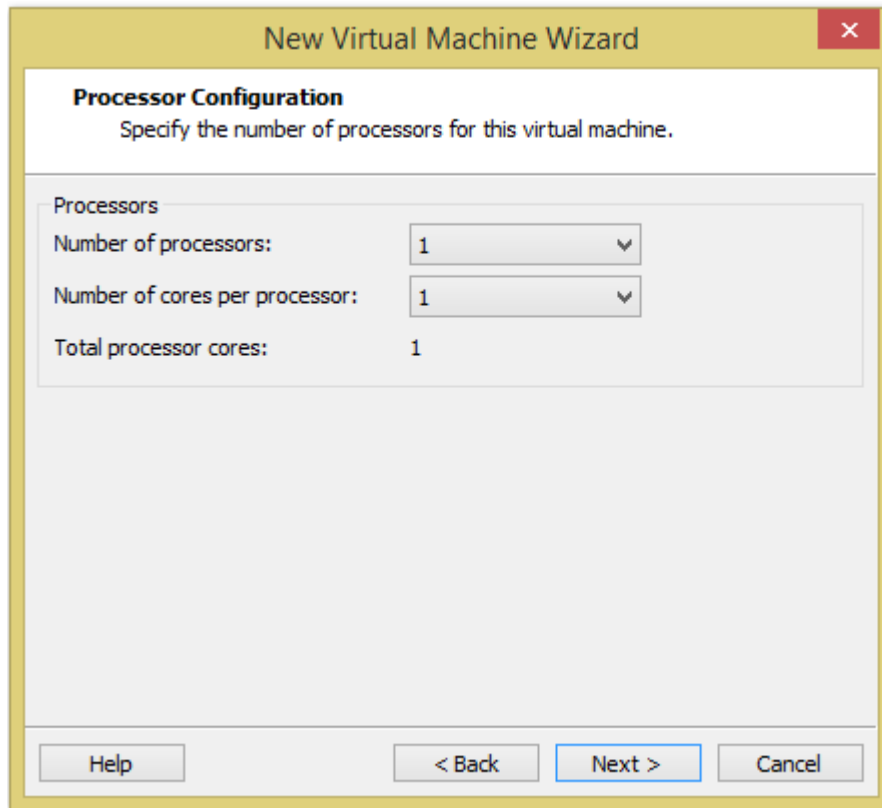 New Virtual Machine Wizard
Processor Configuration
Specify the number of processors for this virtual machine.
Processors
Number of processors: 1
Number of cores per processor: 1
Total processor cores: 1
Help < Back Next > Cancel